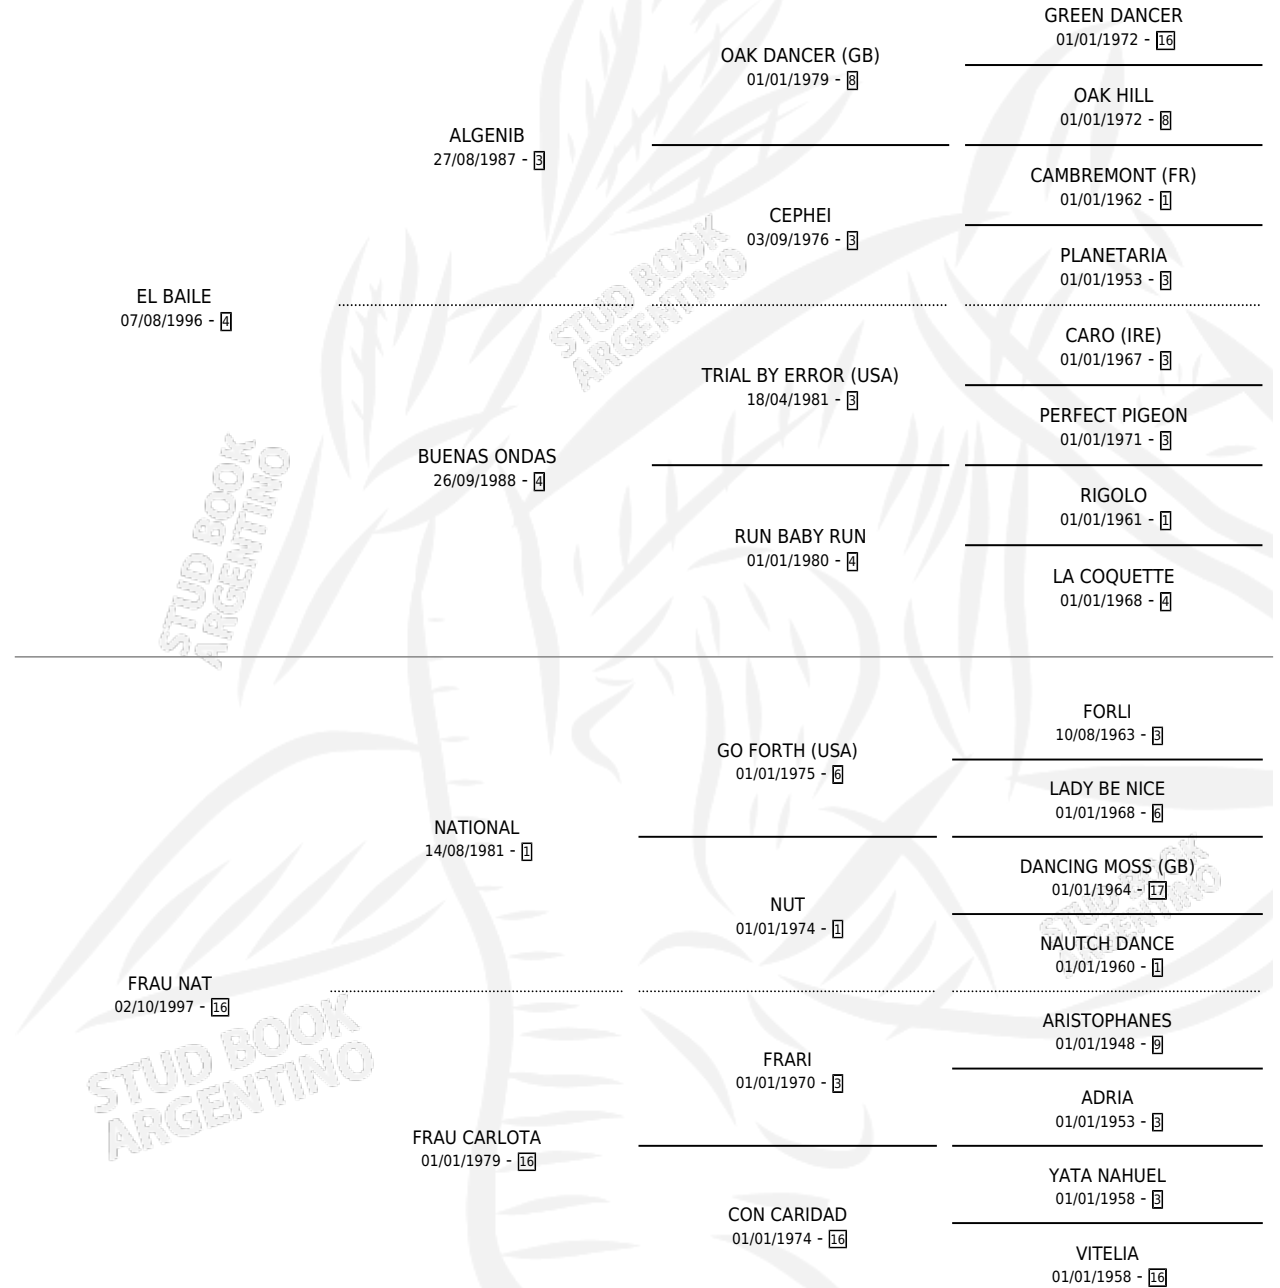 GREEN DANCER
01/01/1972 - 16
OAK DANCER (GB)
01/01/1979 - 8
OAK HILL
01/01/1972 - 8
ALGENIB
27/08/1987 - 3
CAMBREMONT (FR)
01/01/1962 - 1
CEPHEI
03/09/1976 - 3
PLANETARIA
01/01/1953 - 3
EL BAILE
07/08/1996 - 4
CARO (IRE)
01/01/1967 - 3
TRIAL BY ERROR (USA)
18/04/1981 - 3
PERFECT PIGEON
01/01/1971 - 3
BUENAS ONDAS
26/09/1988 - 4
RIGOLO
01/01/1961 - 1
RUN BABY RUN
01/01/1980 - 4
LA COQUETTE
01/01/1968 - 4
FORLI
10/08/1963 - 3
GO FORTH (USA)
01/01/1975 - 6
LADY BE NICE
01/01/1968 - 6
NATIONAL
14/08/1981 - 1
DANCING MOSS (GB)
01/01/1964 - 17
NUT
01/01/1974 - 1
NAUTCH DANCE
01/01/1960 - 1
FRAU NAT
02/10/1997 - 16
ARISTOPHANES
01/01/1948 - 9
FRARI
01/01/1970 - 3
ADRIA
01/01/1953 - 3
FRAU CARLOTA
01/01/1979 - 16
YATA NAHUEL
01/01/1958 - 3
CON CARIDAD
01/01/1974 - 16
VITELIA
01/01/1958 - 16
STUD BOOK
ARGENTINO
STUD BOOK
ARGENTINO
STUD BOOK
ARGENTINO
STUD BOOK
ARGENTINO